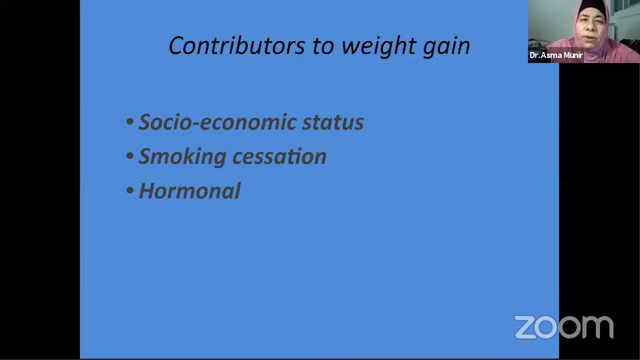 Contributors to weight gain
Dr. Asma Munir
• Socio-economic status
• Smoking cessation
• Hormonal
zoom